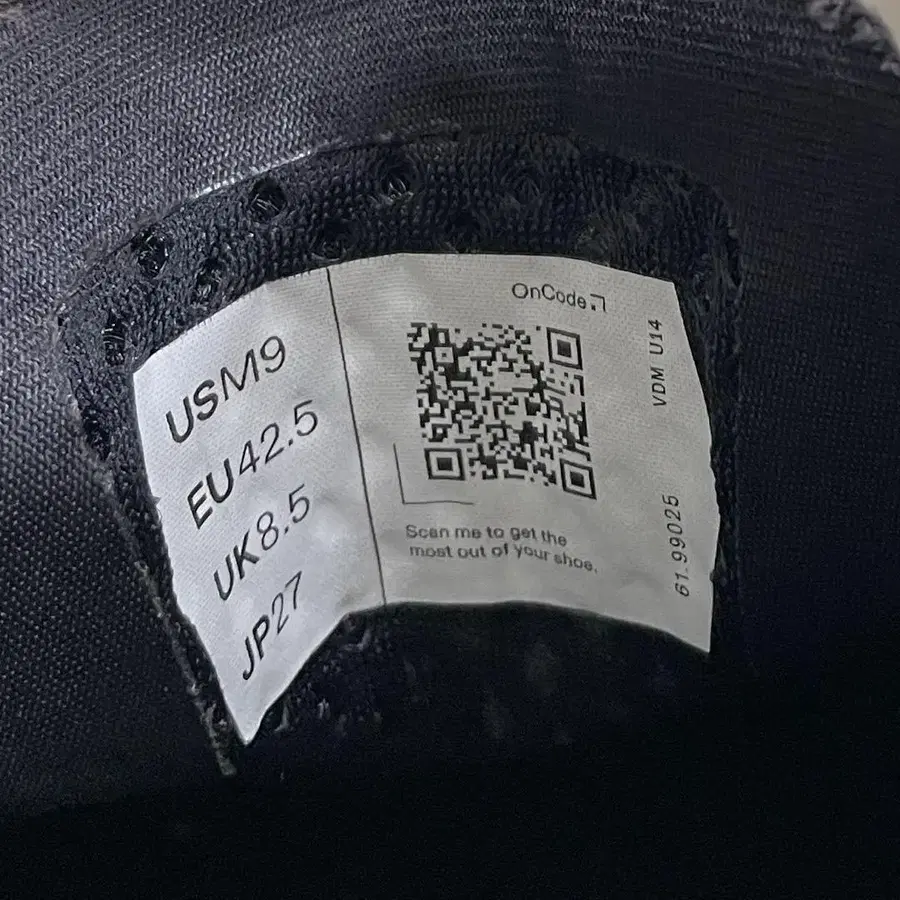 USM9
EU42.5
UK8.5
JP27
OnCode
Scan me to get the
most out of your shoe.
VDM U14
61.99025